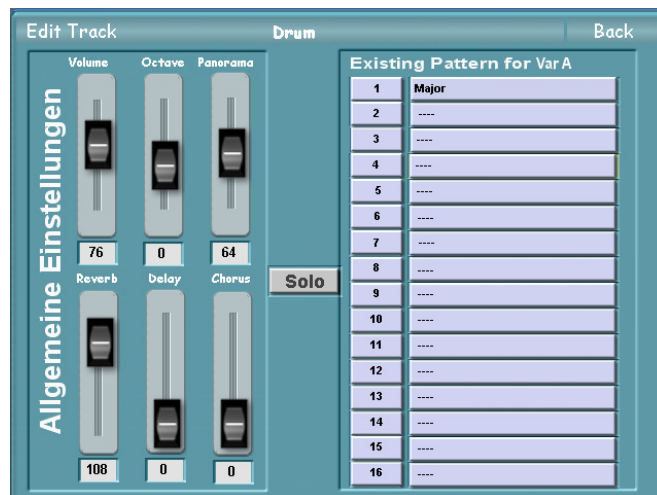 Edit Track Drum Back
Allgemeine Einstellungen
Volume Octave Panorama
76 0 64
Reverb Delay Chorus
108 0 0
Solo
Existing Pattern for Var A
1 Major
2 ----
3 ----
4 ----
5 ----
6 ----
7 ----
8 ----
9 ----
10 ----
11 ----
12 ----
13 ----
14 ----
15 ----
16 ----